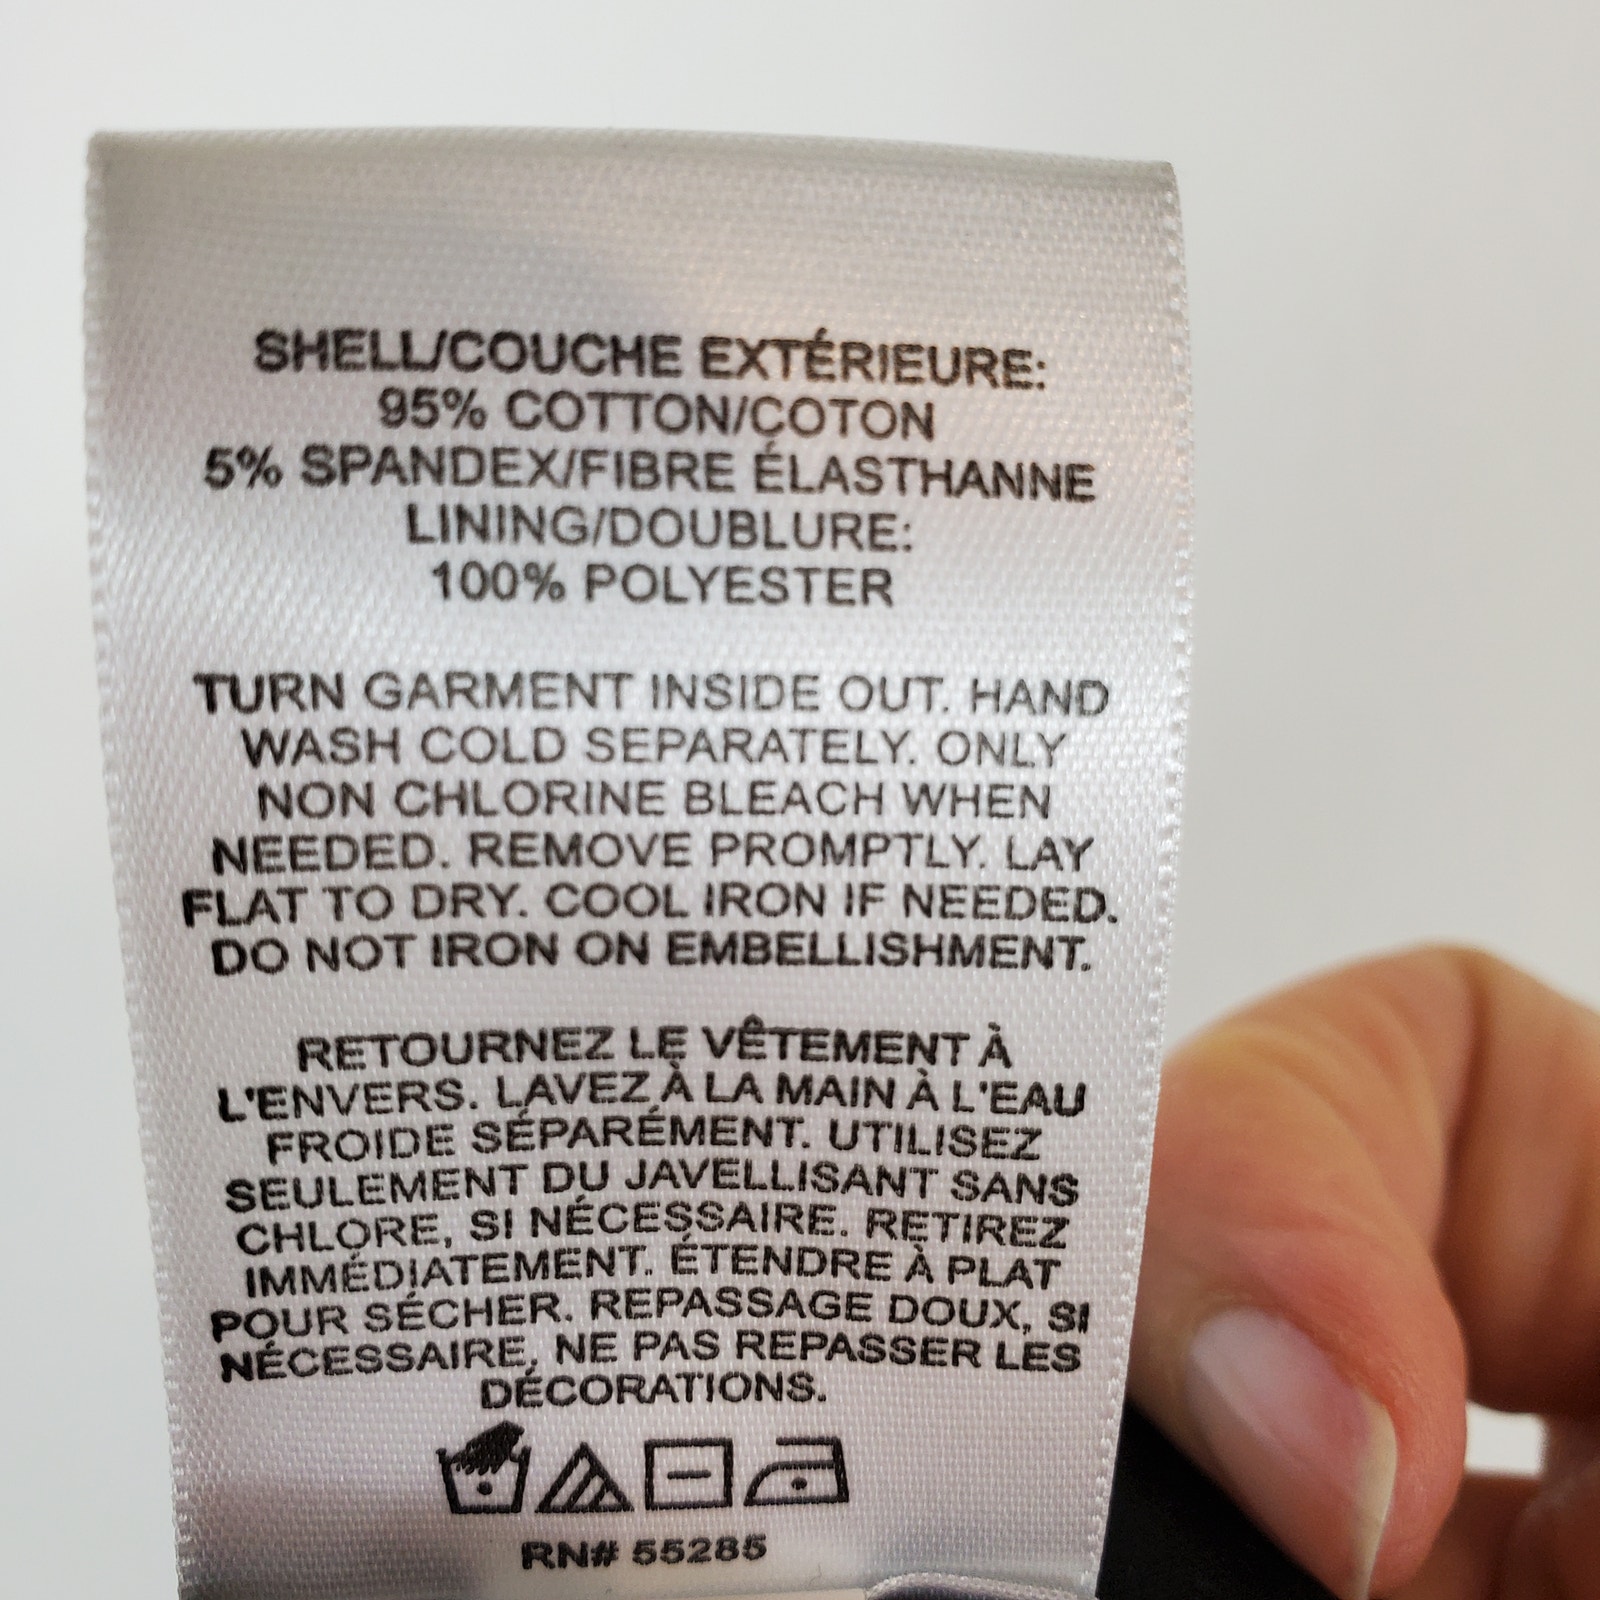 SHELL/COUCHE EXTÉRIEURE:
95% COTTON/COTON
5% SPANDEX/FIBRE ÉLASTHANNE
LINING/DOUBLURE:
100% POLYESTER
TURN GARMENT INSIDE OUT. HAND
WASH COLD SEPARATELY. ONLY
NON CHLORINE BLEACH WHEN
NEEDED. REMOVE PROMPTLY. LAY
FLAT TO DRY. COOL IRON IF NEEDED.
DO NOT IRON ON EMBELLISHMENT.
RETOURNEZ LE VÊTEMENT À
L'ENVERS. LAVEZ À LA MAIN À L'EAU
FROIDE SÉPARÉMENT. UTILISEZ
SEULEMENT DU JAVELLISANT SANS
CHLORE, SI NÉCESSAIRE. RETIREZ
IMMÉDIATEMENT. ÉTENDRE À PLAT
POUR SÉCHER. REPASSAGE DOUX, SI
NÉCESSAIRE, NE PAS REPASSER LES
DÉCORATIONS.
RN# 55285